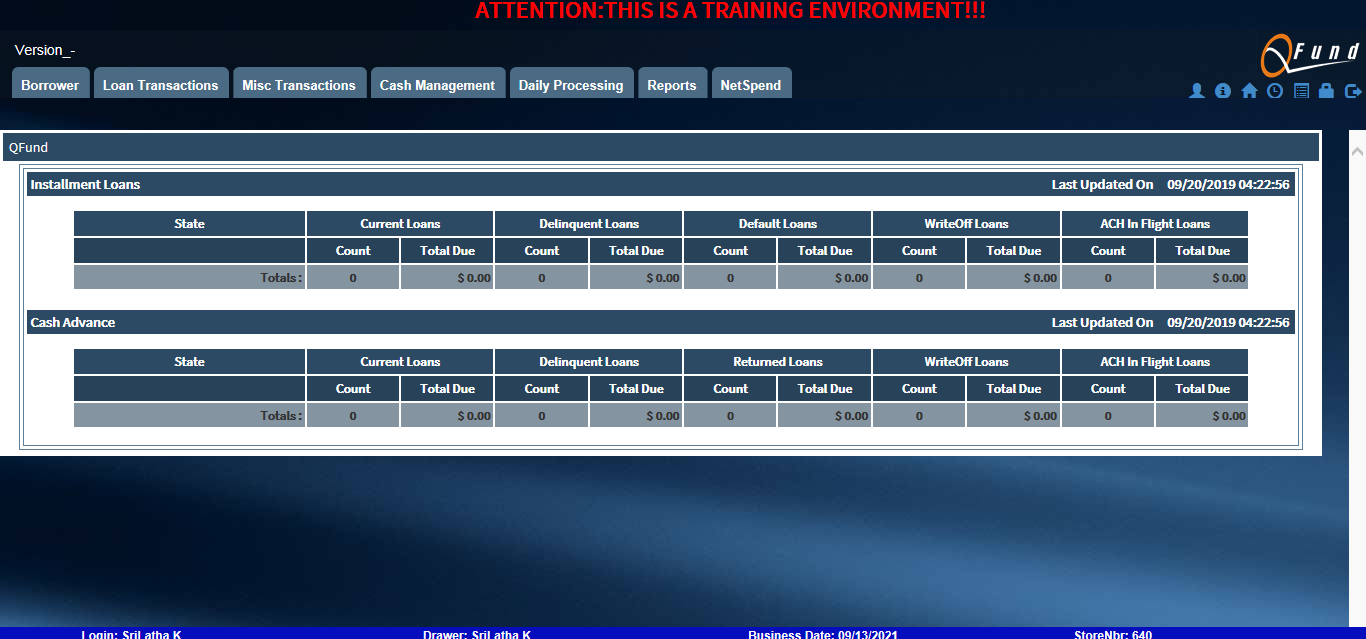 ATTENTION:THIS IS A TRAINING ENVIRONMENT!!!
Version_-
QFund
Borrower Loan Transactions Misc Transactions Cash Management Daily Processing Reports NetSpend
QFund
Installment Loans Last Updated On 09/20/2019 04:22:56
State Current Loans Delinquent Loans Default Loans WriteOff Loans ACH In Flight Loans
Count Total Due Count Total Due Count Total Due Count Total Due Count Total Due
Totals : 0 $ 0.00 0 $ 0.00 0 $ 0.00 0 $ 0.00 0 $ 0.00
Cash Advance Last Updated On 09/20/2019 04:22:56
State Current Loans Delinquent Loans Returned Loans WriteOff Loans ACH In Flight Loans
Count Total Due Count Total Due Count Total Due Count Total Due Count Total Due
Totals : 0 $ 0.00 0 $ 0.00 0 $ 0.00 0 $ 0.00 0 $ 0.00
Login: SriLatha K Drawer: SriLatha K Business Date: 09/13/2021 StoreNbr: 640